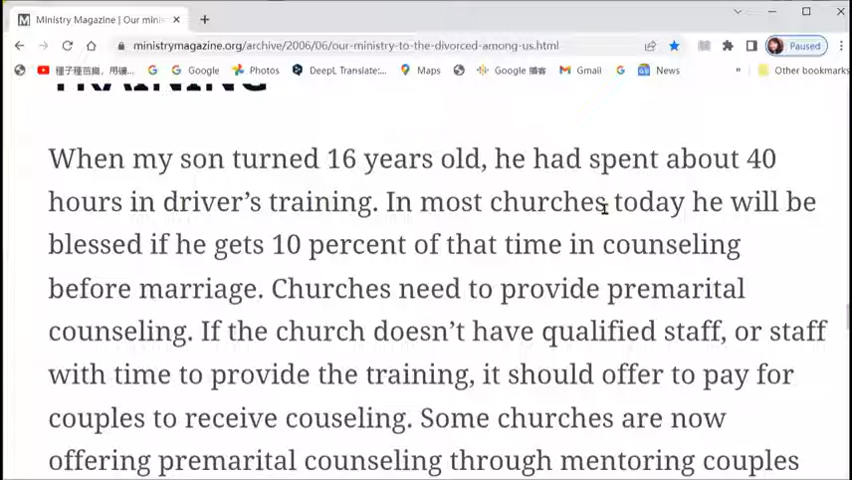 Ministry Magazine | Our minis
Paused
ministrymagazine.org/archive/2006/06/our-ministry-to-the-divorced-among-us.html
Google
Photos
DeepL Translate:...
Maps
Google 
Gmail
News
Other bookmarks
TRAINING
When my son turned 16 years old, he had spent about 40
hours in driver’s training. In most churches today he will be
blessed if he gets 10 percent of that time in counseling
before marriage. Churches need to provide premarital
counseling. If the church doesn’t have qualified staff, or staff
with time to provide the training, it should offer to pay for
couples to receive couseling. Some churches are now
offering premarital counseling through mentoring couples